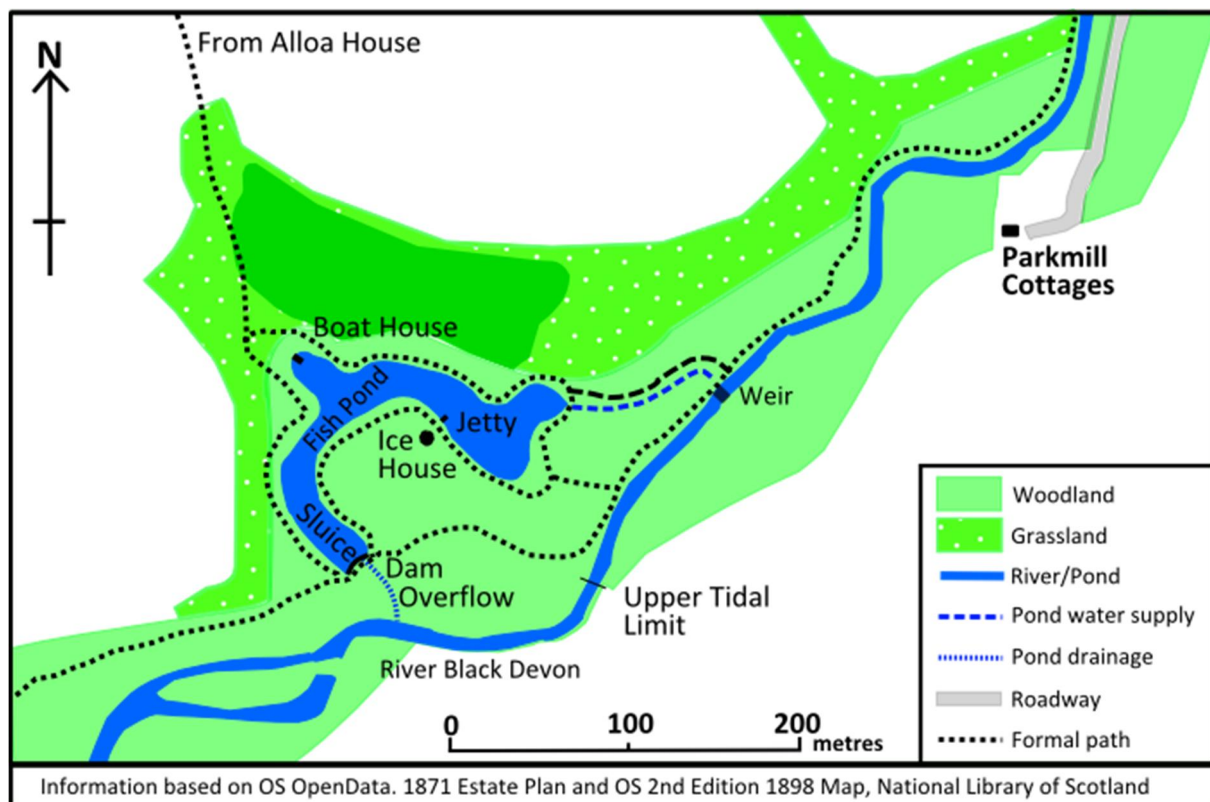 From Alloa House
N
Parkmill
Cottages
Boat House
Fish Pond
Jetty
Weir
Ice
House
Sluice
Dam
Overflow
Upper Tidal
Limit
River Black Devon
0 100 200
metres
Woodland
Grassland
River/Pond
Pond water supply
Pond drainage
Roadway
Formal path
Information based on OS OpenData. 1871 Estate Plan and OS 2nd Edition 1898 Map, National Library of Scotland